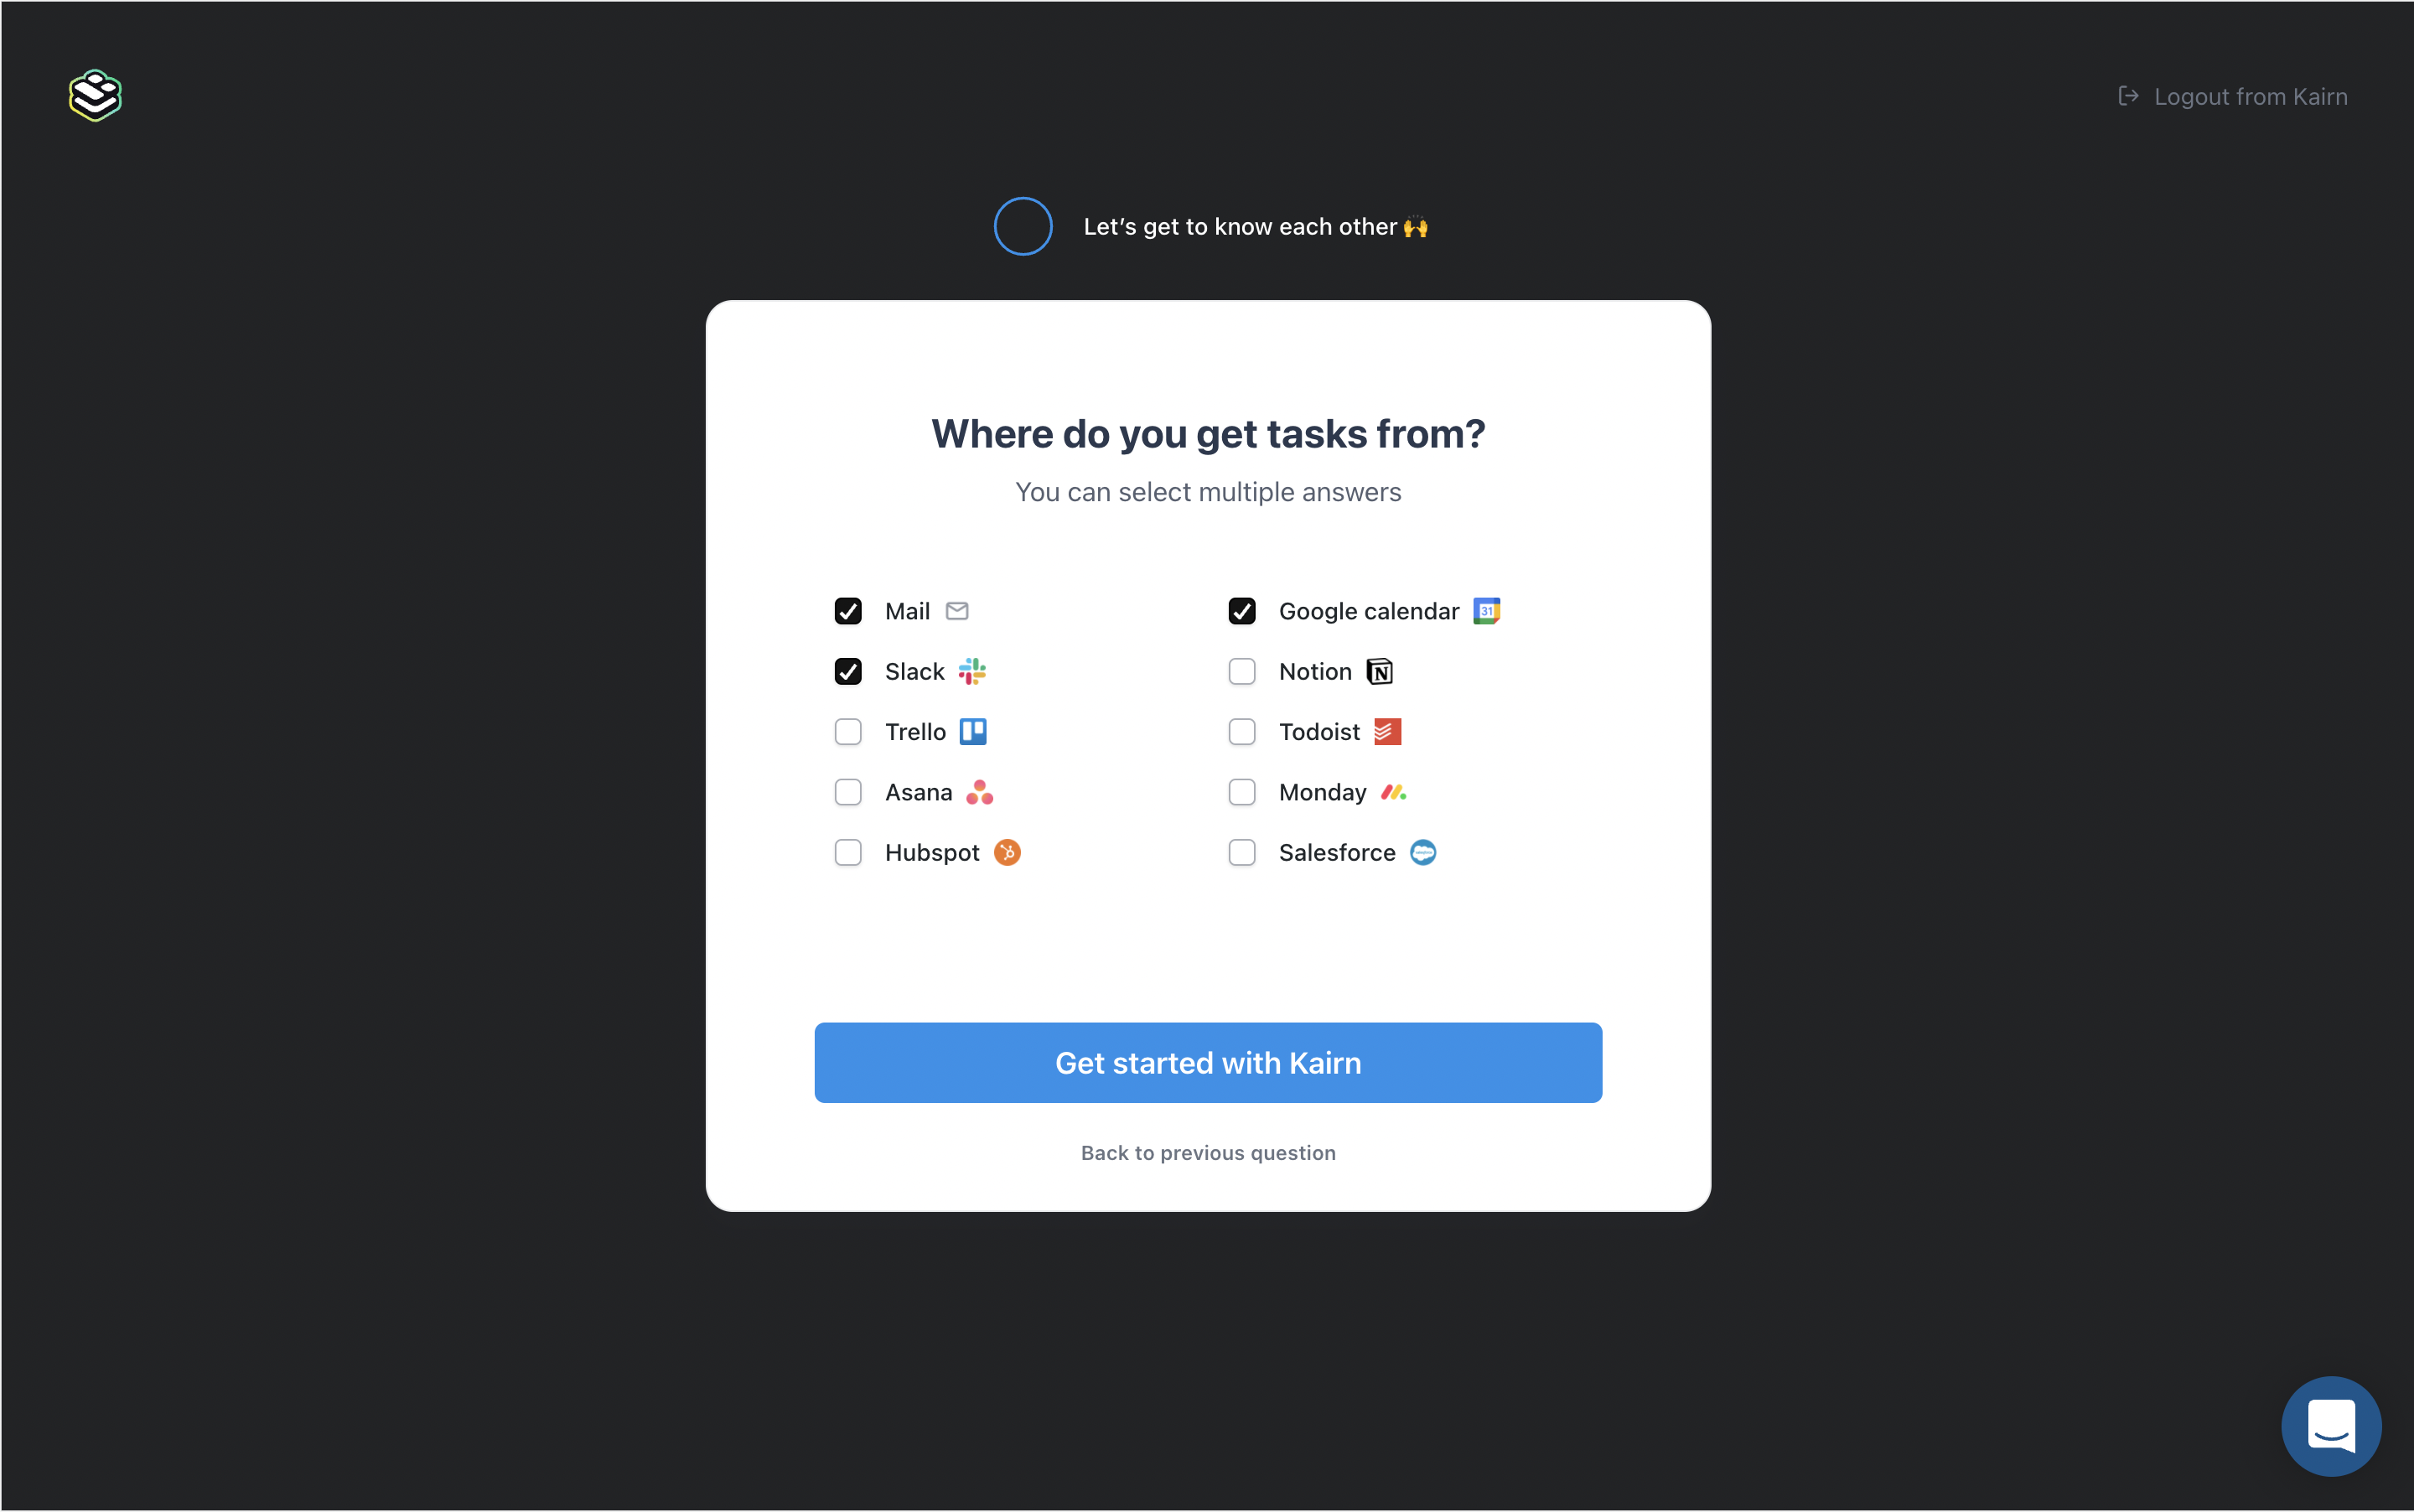 Logout from Kairn
Let’s get to know each other 🙌
Where do you get tasks from?
You can select multiple answers
Mail
Google calendar
31
Slack
Notion
N
Trello
Todoist
Asana
Monday
Hubspot
Salesforce
Get started with Kairn
Back to previous question